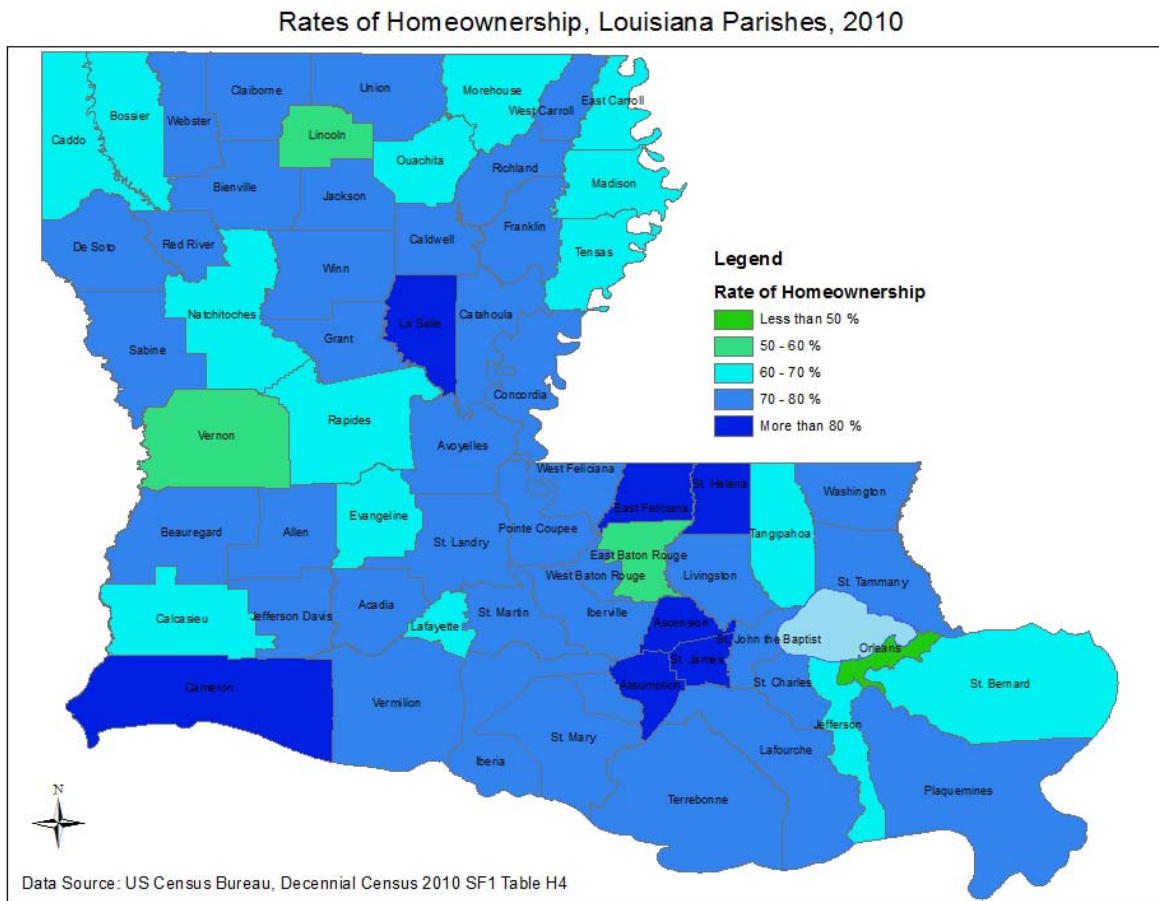 Rates of Homeownership, Louisiana Parishes, 2010
Claiborne
Union
Morehouse
West Carroll
East Carroll
Bossier
Webster
Caddo
Lincoln
Ouachita
Richland
Madison
Bienville
Jackson
De Soto
Red River
Caldwell
Franklin
Tensas
Winn
Natchitoches
La Salle
Catahoula
Sabine
Grant
Concordia
Rapides
Vernon
Avoyelles
Legend
Rate of Homeownership
Less than 50 %
50 - 60 %
60 - 70 %
70 - 80 %
More than 80 %
West Feliciana
East Feliciana
St. Helena
Washington
Evangeline
Pointe Coupee
Tangipahoa
Beauregard
Allen
St. Landry
East Baton Rouge
West Baton Rouge
Livingston
St. Tammany
Calcasieu
Jefferson Davis
Acadia
Lafayette
St. Martin
Iberville
Ascension
St. John the Baptist
Orleans
St. James
St. Bernard
Cameron
Vermilion
Assumption
St. Charles
Jefferson
St. Mary
Lafourche
Iberia
Terrebonne
Plaquemines
N
Data Source: US Census Bureau, Decennial Census 2010 SF1 Table H4